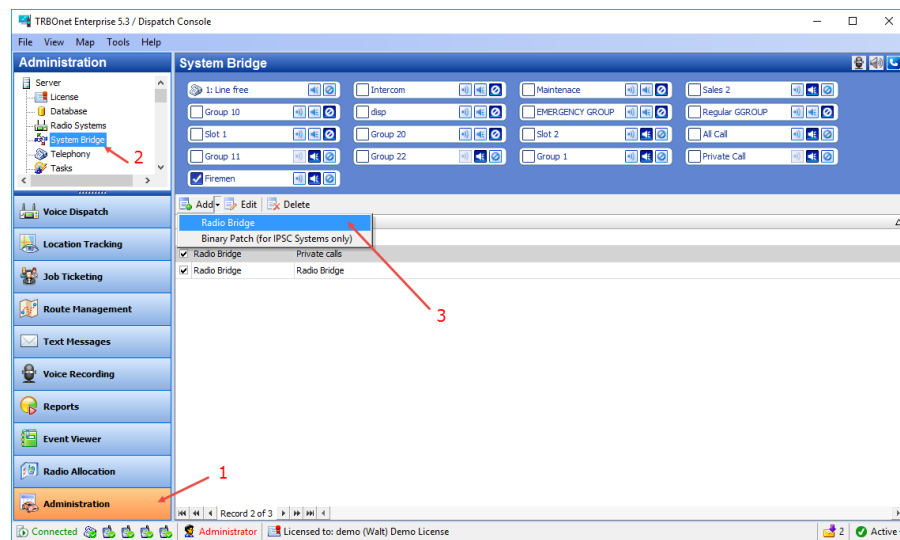 TRBOnet Enterprise 5.3 / Dispatch Console
File View Map Tools Help
Administration
System Bridge
Server
License
Database
Radio Systems
System Bridge
Telephony
Tasks
2
1: Line free
Intercom
Maintenace
Sales 2
Group 10
disp
EMERGENCY GROUP
Regular GGROUP
Slot 1
Group 20
Slot 2
All Call
Group 11
Group 22
Group 1
Private Call
Firemen
Add Edit Delete
Radio Bridge
Binary Patch (for IPSC Systems only)
Radio Bridge Private calls
Radio Bridge Radio Bridge
3
Voice Dispatch
Location Tracking
Job Ticketing
Route Management
Text Messages
Voice Recording
Reports
Event Viewer
Radio Allocation
1
Administration
Record 2 of 3
Connected Administrator Licensed to: demo (Walt) Demo License 2 Active